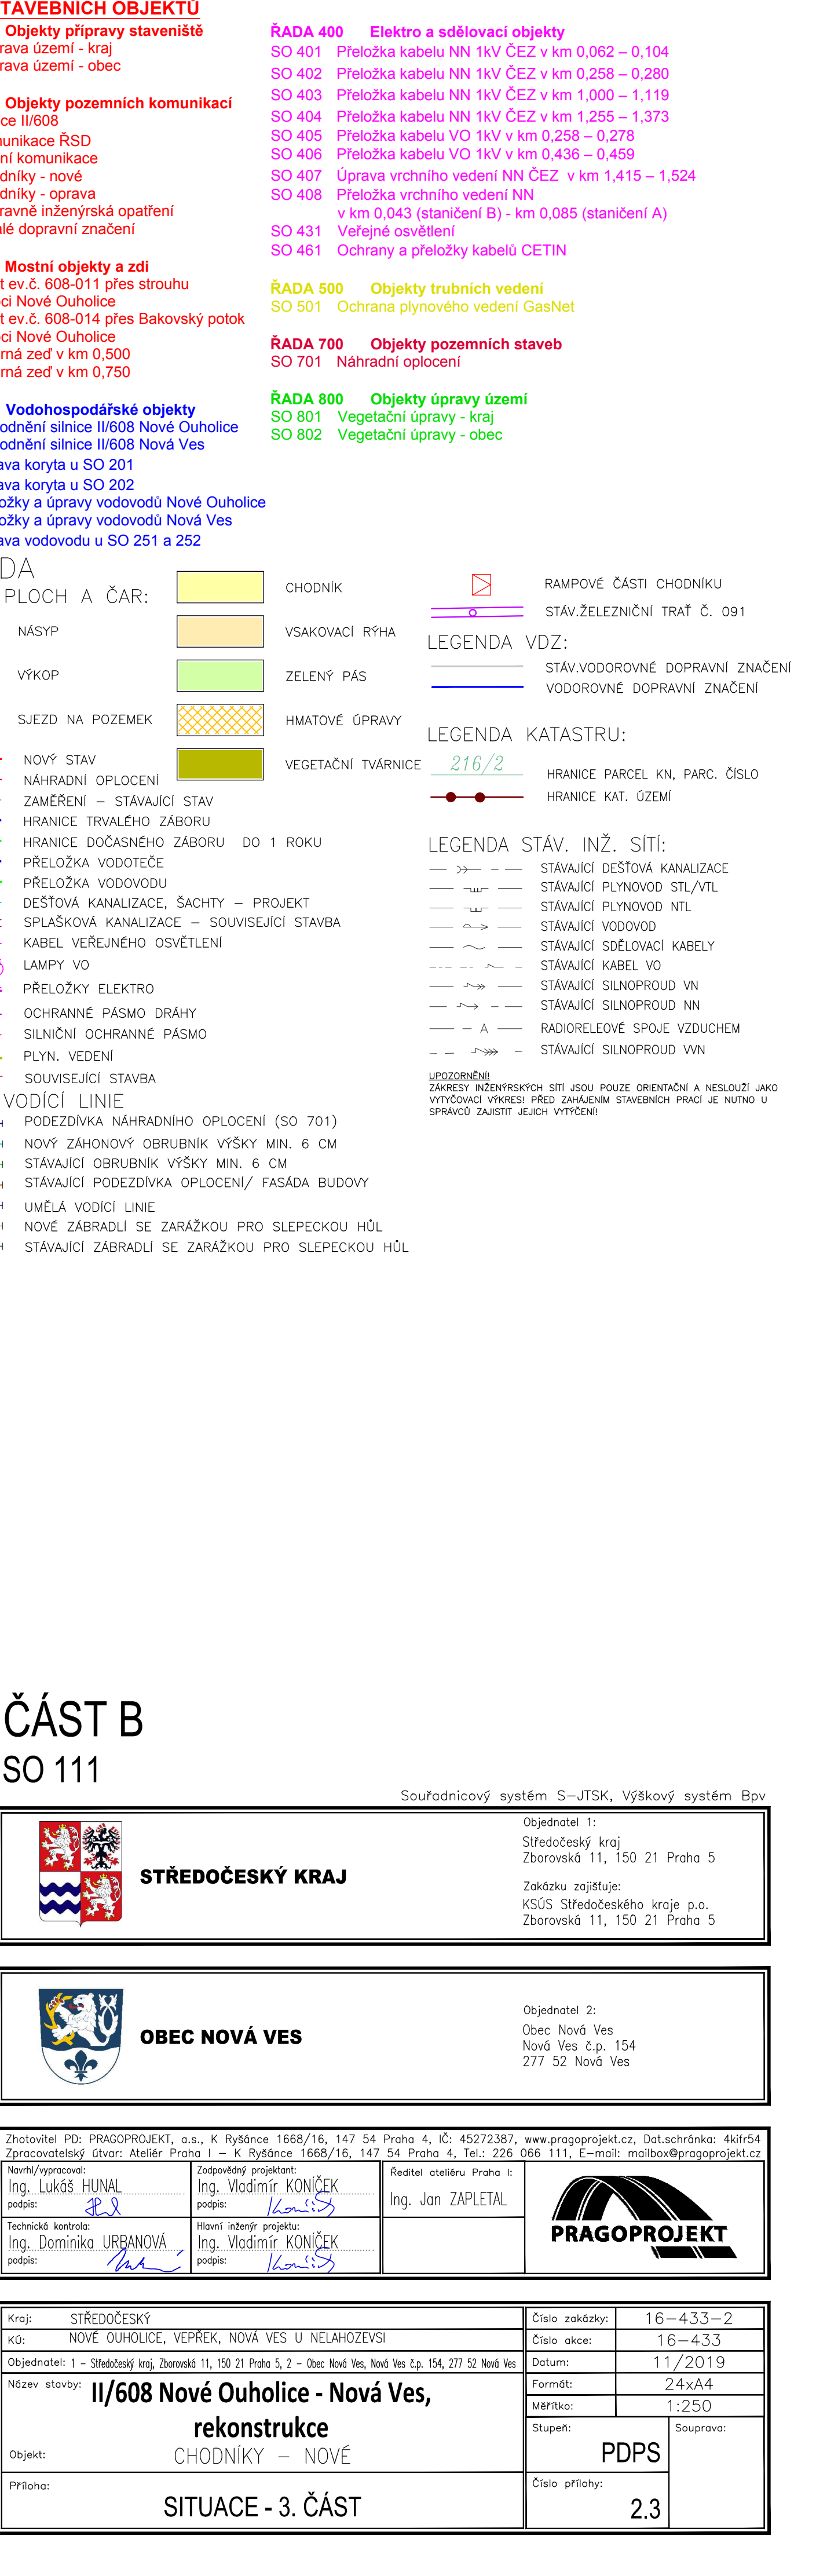 TAVEBNÍCH OBJEKTŮ
Objekty přípravy staveniště
rava území - kraj
rava území - obec
Objekty pozemních komunikací
ce II/608
unikace ŘSD
ní komunikace
dníky - nové
dníky - oprava
ravně inženýrská opatření
lé dopravní značení
Mostní objekty a zdi
t ev.č. 608-011 přes strouhu
ci Nové Ouholice
t ev.č. 608-014 přes Bakovský potok
ci Nové Ouholice
rná zeď v km 0,500
rná zeď v km 0,750
Vodohospodářské objekty
odnění silnice II/608 Nové Ouholice
odnění silnice II/608 Nová Ves
ava koryta u SO 201
ava koryta u SO 202
ožky a úpravy vodovodů Nové Ouholice
ožky a úpravy vodovodů Nová Ves
ava vodovodu u SO 251 a 252
ŘADA 400 Elektro a sdělovací objekty
SO 401 Přeložka kabelu NN 1kV ČEZ v km 0,062 – 0,104
SO 402 Přeložka kabelu NN 1kV ČEZ v km 0,258 – 0,280
SO 403 Přeložka kabelu NN 1kV ČEZ v km 1,000 – 1,119
SO 404 Přeložka kabelu NN 1kV ČEZ v km 1,255 – 1,373
SO 405 Přeložka kabelu VO 1kV v km 0,258 – 0,278
SO 406 Přeložka kabelu VO 1kV v km 0,436 – 0,459
SO 407 Úprava vrchního vedení NN ČEZ v km 1,415 – 1,524
SO 408 Přeložka vrchního vedení NN
v km 0,043 (staničení B) - km 0,085 (staničení A)
SO 431 Veřejné osvětlení
SO 461 Ochrany a přeložky kabelů CETIN
ŘADA 500 Objekty trubních vedení
SO 501 Ochrana plynového vedení GasNet
ŘADA 700 Objekty pozemních staveb
SO 701 Náhradní oplocení
ŘADA 800 Objekty úpravy území
SO 801 Vegetační úpravy - kraj
SO 802 Vegetační úpravy - obec
DA
PLOCH A ČAR:
NÁSYP
VÝKOP
SJEZD NA POZEMEK
CHODNÍK
VSAKOVACÍ RÝHA
ZELENÝ PÁS
HMATOVÉ ÚPRAVY
VEGETAČNÍ TVÁRNICE
NOVÝ STAV
NÁHRADNÍ OPLOCENÍ
ZAMĚŘENÍ – STÁVAJÍCÍ STAV
HRANICE TRVALÉHO ZÁBORU
HRANICE DOČASNÉHO ZÁBORU DO 1 ROKU
PŘELOŽKA VODOTEČE
PŘELOŽKA VODOVODU
DEŠŤOVÁ KANALIZACE, ŠACHTY – PROJEKT
SPLAŠKOVÁ KANALIZACE – SOUVISEJÍCÍ STAVBA
KABEL VEŘEJNÉHO OSVĚTLENÍ
LAMPY VO
PŘELOŽKY ELEKTRO
OCHRANNÉ PÁSMO DRÁHY
SILNIČNÍ OCHRANNÉ PÁSMO
PLYN. VEDENÍ
SOUVISEJÍCÍ STAVBA
VODÍCÍ LINIE
PODEZDÍVKA NÁHRADNÍHO OPLOCENÍ (SO 701)
NOVÝ ZÁHONOVÝ OBRUBNÍK VÝŠKY MIN. 6 CM
STÁVAJÍCÍ OBRUBNÍK VÝŠKY MIN. 6 CM
STÁVAJÍCÍ PODEZDÍVKA OPLOCENÍ/ FASÁDA BUDOVY
UMĚLÁ VODÍCÍ LINIE
NOVÉ ZÁBRADLÍ SE ZARÁŽKOU PRO SLEPECKOU HŮL
STÁVAJÍCÍ ZÁBRADLÍ SE ZARÁŽKOU PRO SLEPECKOU HŮL
RAMPOVÉ ČÁSTI CHODNÍKU
STÁV.ŽELEZNIČNÍ TRAŤ Č. 091
LEGENDA VDZ:
STÁV.VODOROVNÉ DOPRAVNÍ ZNAČENÍ
VODOROVNÉ DOPRAVNÍ ZNAČENÍ
LEGENDA KATASTRU:
216/2 HRANICE PARCEL KN, PARC. ČÍSLO
HRANICE KAT. ÚZEMÍ
LEGENDA STÁV. INŽ. SÍTÍ:
STÁVAJÍCÍ DEŠŤOVÁ KANALIZACE
STÁVAJÍCÍ PLYNOVOD STL/VTL
STÁVAJÍCÍ PLYNOVOD NTL
STÁVAJÍCÍ VODOVOD
STÁVAJÍCÍ SDĚLOVACÍ KABELY
STÁVAJÍCÍ KABEL VO
STÁVAJÍCÍ SILNOPROUD VN
STÁVAJÍCÍ SILNOPROUD NN
A RADIORELEOVÉ SPOJE VZDUCHEM
STÁVAJÍCÍ SILNOPROUD VVN
UPOZORNĚNÍ!
ZÁKRESY INŽENÝRSKÝCH SÍTÍ JSOU POUZE ORIENTAČNÍ A NESLOUŽÍ JAKO
VYTYČOVACÍ VÝKRES! PŘED ZAHÁJENÍM STAVEBNÍCH PRACÍ JE NUTNO U
SPRÁVCŮ ZAJISTIT JEJICH VYTÝČENÍ!
ČÁST B
SO 111
Souřadnicový systém S–JTSK, Výškový systém Bpv
STŘEDOČESKÝ KRAJ
Objednatel 1:
Středočeský kraj
Zborovská 11, 150 21 Praha 5
Zakázku zajišťuje:
KSÚS Středočeského kraje p.o.
Zborovská 11, 150 21 Praha 5
OBEC NOVÁ VES
Objednatel 2:
Obec Nová Ves
Nová Ves č.p. 154
277 52 Nová Ves
Zhotovitel PD: PRAGOPROJEKT, a.s., K Ryšánce 1668/16, 147 54 Praha 4, IČ: 45272387, www.pragoprojekt.cz, Dat.schránka: 4kifr54
Zpracovatelský útvar: Ateliér Praha I – K Ryšánce 1668/16, 147 54 Praha 4, Tel.: 226 066 111, E–mail: mailbox@pragoprojekt.cz
Navrhl/vypracoval:
Ing. Lukáš HUNAL
podpis:
Zodpovědný projektant:
Ing. Vladimír KONÍČEK
podpis:
Ředitel ateliéru Praha I:
Ing. Jan ZAPLETAL
Technická kontrola:
Ing. Dominika URBANOVÁ
podpis:
Hlavní inženýr projektu:
Ing. Vladimír KONÍČEK
podpis:
PRAGOPROJEKT
Kraj: STŘEDOČESKÝ
KÚ: NOVÉ OUHOLICE, VEPŘEK, NOVÁ VES U NELAHOZEVSI
Objednatel: 1 – Středočeský kraj, Zborovská 11, 150 21 Praha 5, 2 – Obec Nová Ves, Nová Ves č.p. 154, 277 52 Nová Ves
Název stavby: II/608 Nové Ouholice - Nová Ves,
rekonstrukce
Objekt: CHODNÍKY – NOVÉ
Příloha:
SITUACE - 3. ČÁST
Číslo zakázky: 16–433–2
Číslo akce: 16–433
Datum: 11/2019
Formát: 24xA4
Měřítko: 1:250
Stupeň: PDPS
Souprava:
Číslo přílohy: 2.3